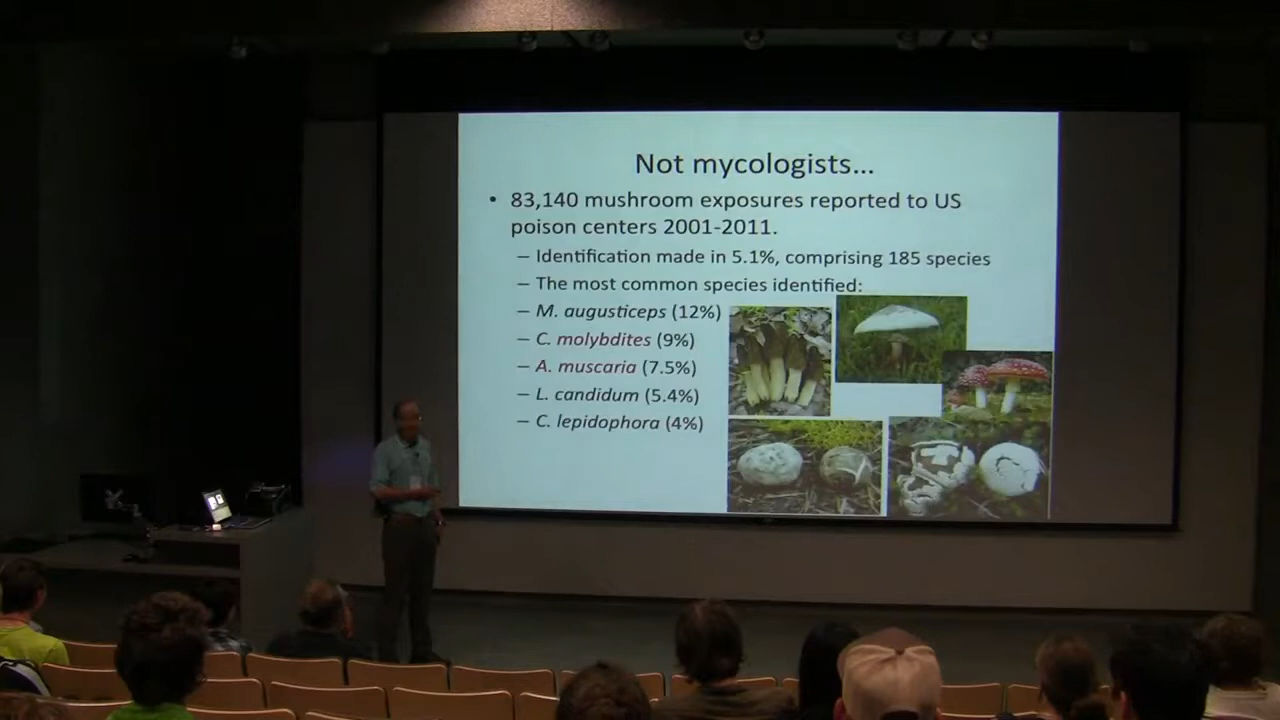 Not mycologists...
• 83,140 mushroom exposures reported to US
poison centers 2001-2011.
– Identification made in 5.1%, comprising 185 species
– The most common species identified:
– M. augusticeps (12%)
– C. molybdites (9%)
– A. muscaria (7.5%)
– L. candidum (5.4%)
– C. lepidophora (4%)